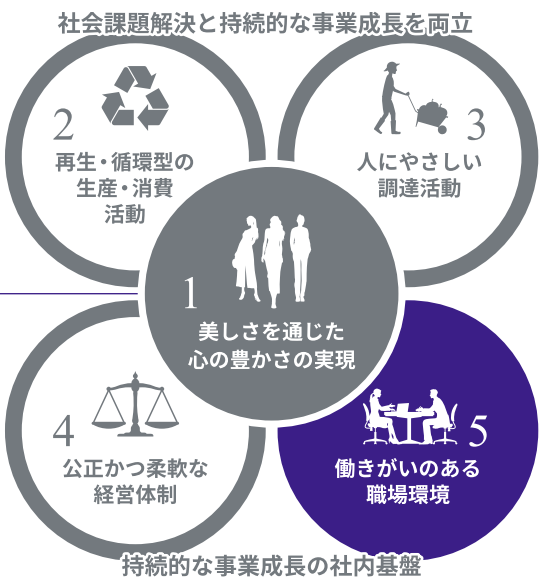 社会課題解決と持続的な事業成長を両立
2
再生・循環型の
生産・消費
活動
3
人にやさしい
調達活動
1
美しさを通じた
心の豊かさの実現
4
公正かつ柔軟な
経営体制
5
働きがいのある
職場環境
持続的な事業成長の社内基盤